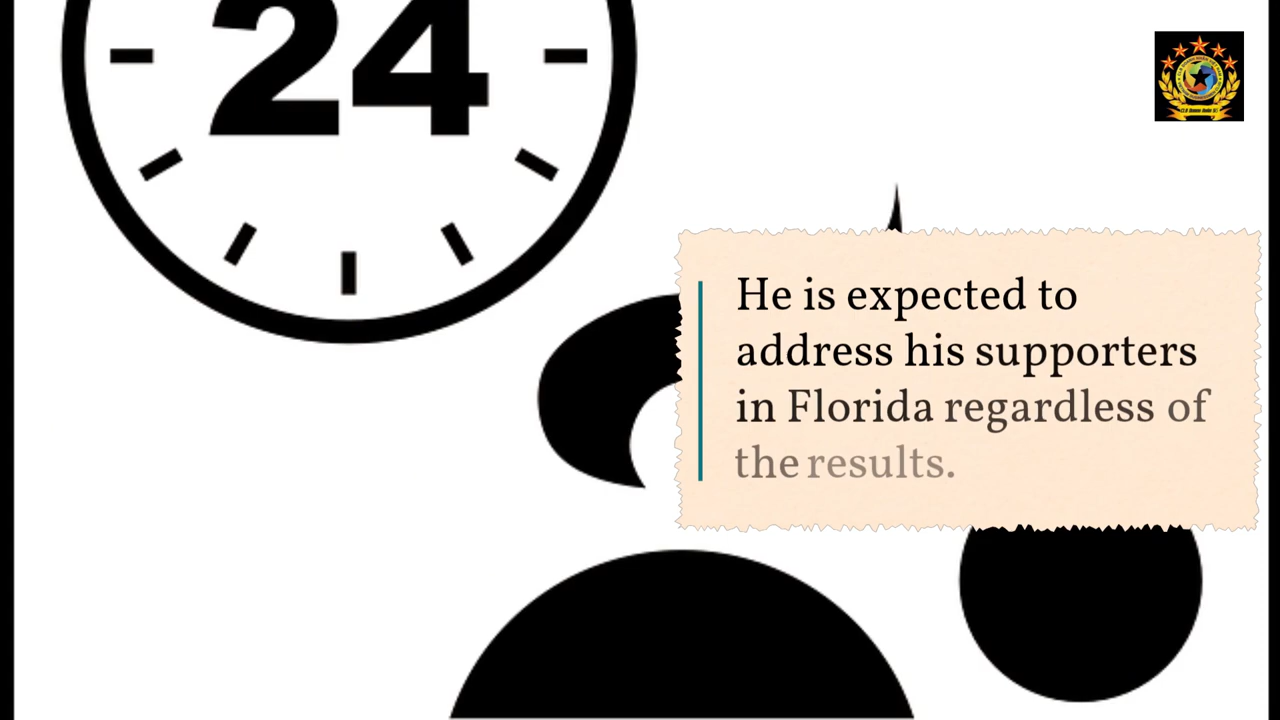 24
He is expected to
address his supporters
in Florida regardless of
the results.